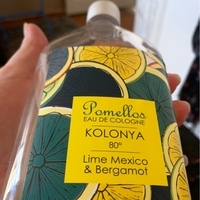 Pomellos
EAU DE COLOGNE
KOLONYA
80°
Lime Mexico
& Bergamot